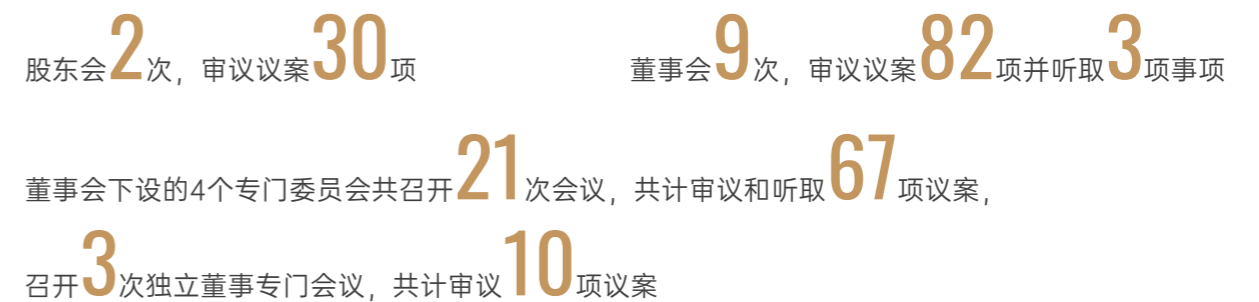 股东会2次，审议议案30项
董事会9次，审议议案82项并听取3项事项
董事会下设的4个专门委员会共召开21次会议，共计审议和听取67项议案，
召开3次独立董事专门会议，共计审议10项议案